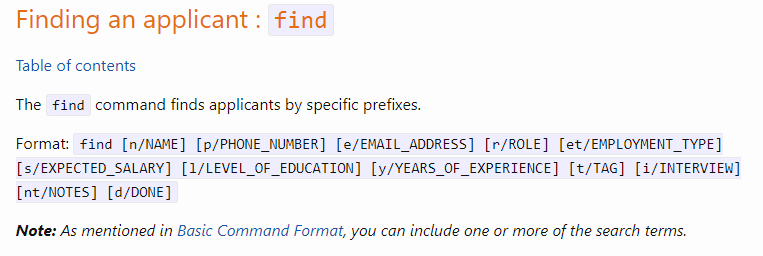 Finding an applicant : find
Table of contents
The find command finds applicants by specific prefixes.
Format: find [n/NAME] [p/PHONE_NUMBER] [e/EMAIL_ADDRESS] [r/ROLE] [et/EMPLOYMENT_TYPE]
[s/EXPECTED_SALARY] [l/LEVEL_OF_EDUCATION] [y/YEARS_OF_EXPERIENCE] [t/TAG] [i/INTERVIEW]
[nt/NOTES] [d/DONE]
Note: As mentioned in Basic Command Format, you can include one or more of the search terms.